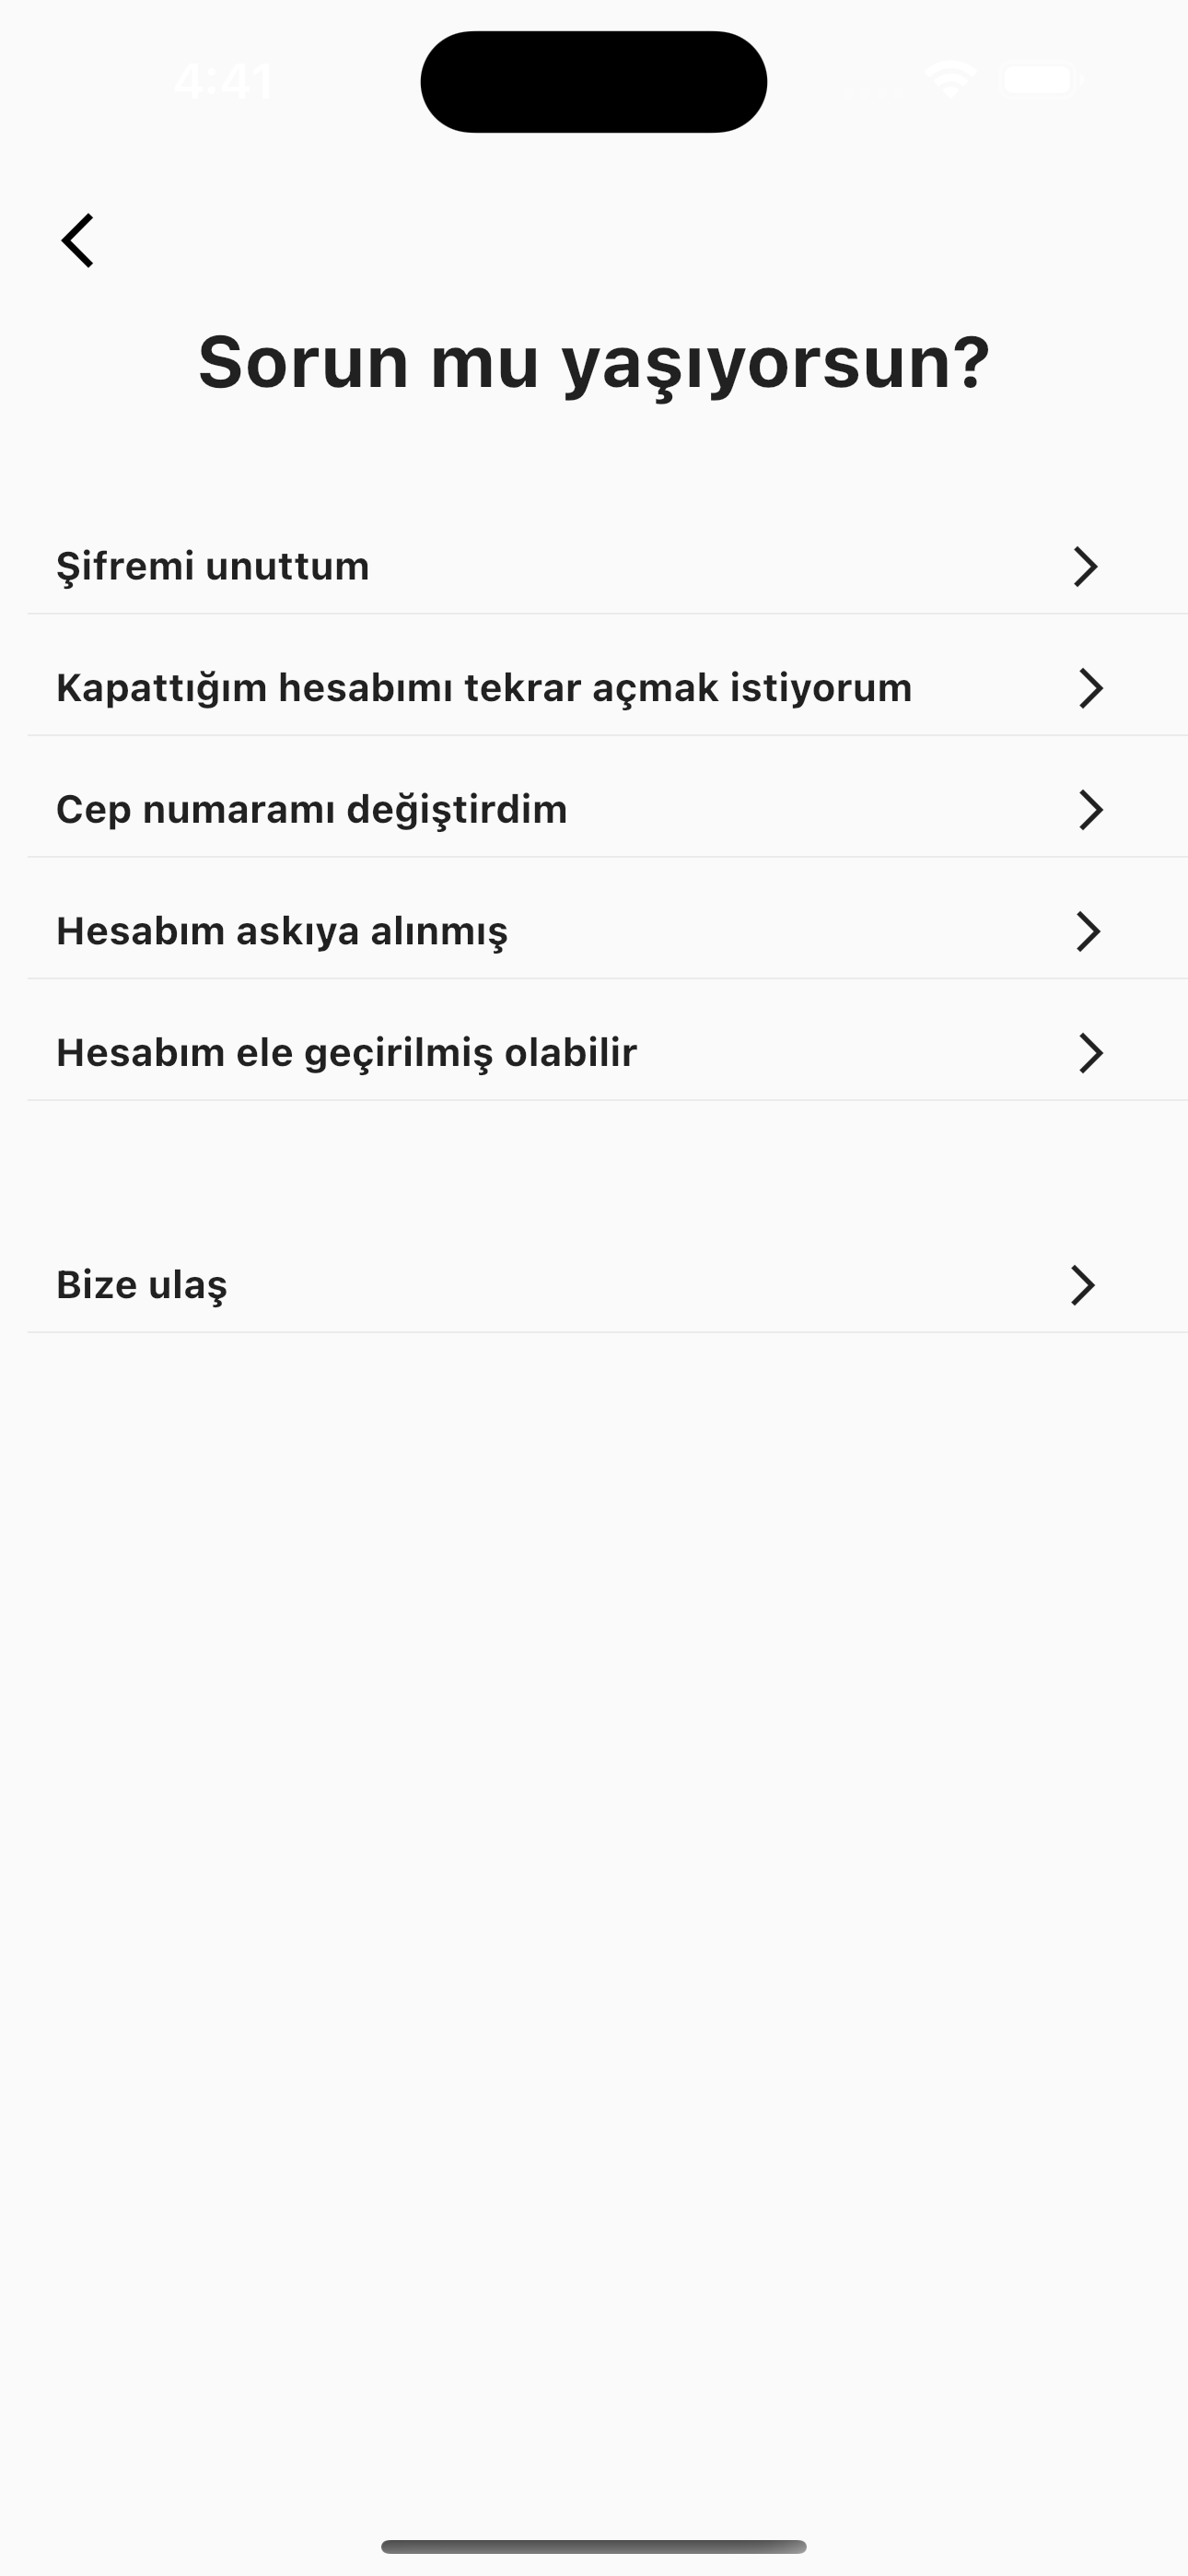 4:41
Sorun mu yaşıyorsun?
Şifremi unuttum
Kapattığım hesabımı tekrar açmak istiyorum
Cep numaramı değiştirdim
Hesabım askıya alınmış
Hesabım ele geçirilmiş olabilir
Bize ulaş